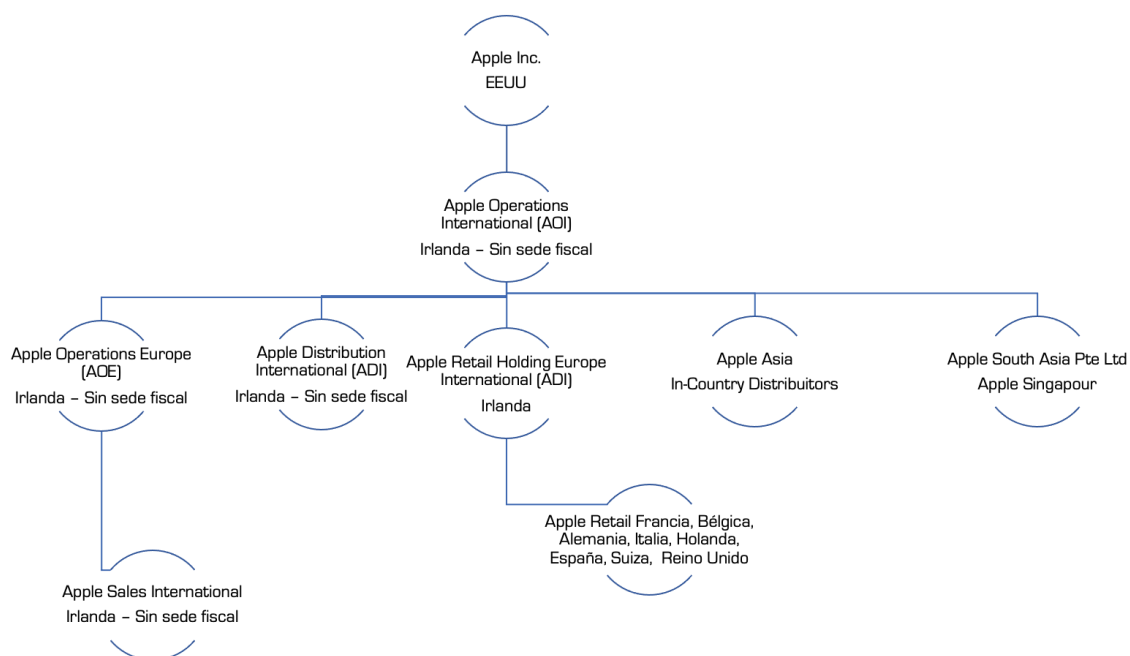 Apple Inc.
EEUU
Apple Operations
International (AOI)
Irlanda – Sin sede fiscal
Apple Operations Europe
(AOE)
Irlanda – Sin sede fiscal
Apple Distribution
International (ADI)
Irlanda – Sin sede fiscal
Apple Retail Holding Europe
International (ADI)
Irlanda
Apple Asia
In-Country Distribuitors
Apple South Asia Pte Ltd
Apple Singapour
Apple Retail Francia, Bélgica,
Alemania, Italia, Holanda,
España, Suiza, Reino Unido
Apple Sales International
Irlanda – Sin sede fiscal